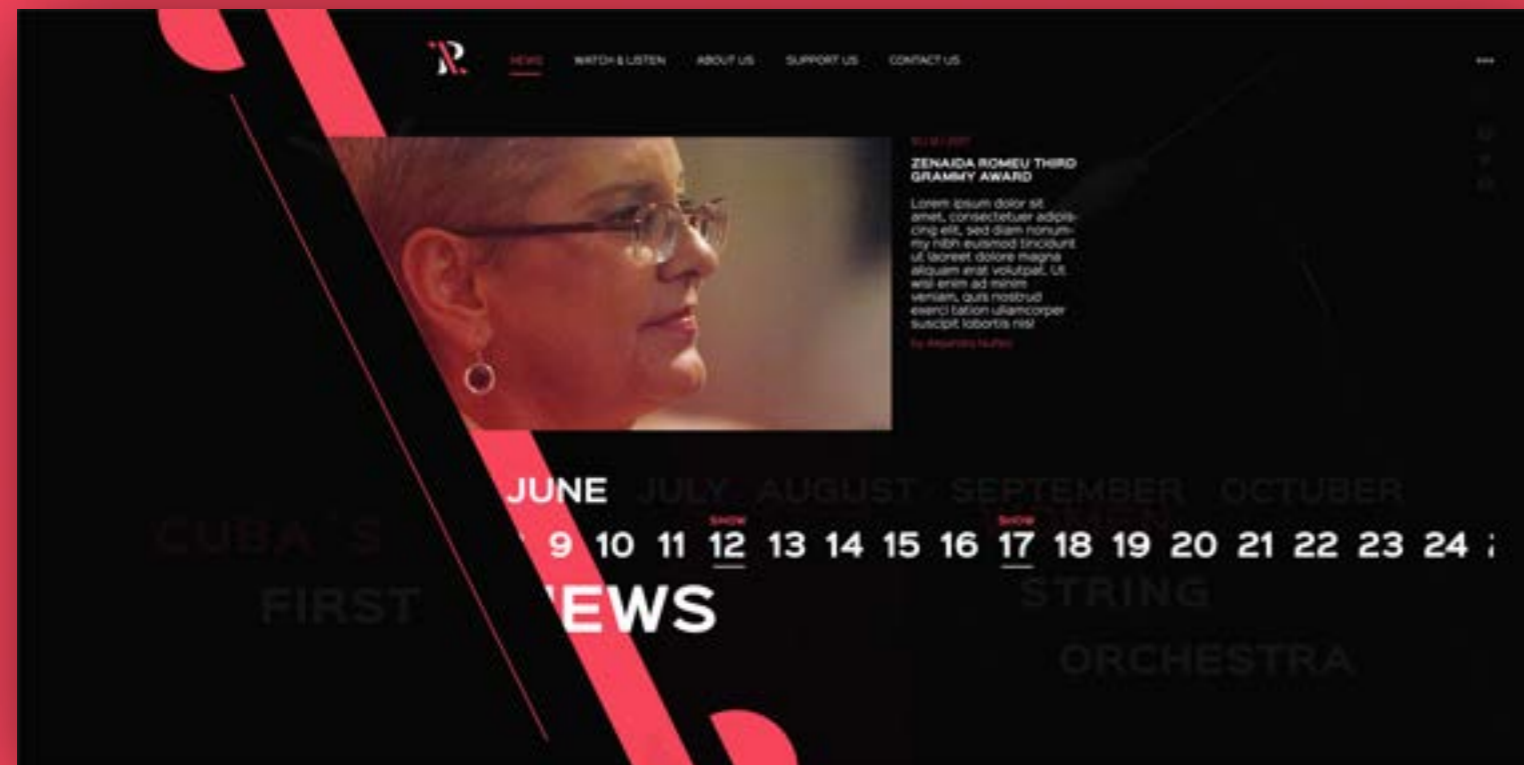 NEWS WATCH & LISTEN ABOUT US SUPPORT US CONTACT US
ZENAIDA ROMEU THIRD
GRAMMY AWARD
Lorem ipsum dolor sit
amet, consectetuer adipis-
cing elit, sed diam nonum-
my nibh euismod tincidunt
ut laoreet dolore magna
aliquam erat volutpat. Ut
wisi enim ad minim
veniam, quis nostrud
exerci tation ullamcorper
suscipit lobortis nisl
by Alejandro Nuñez
JUNE JULY AUGUST SEPTEMBER OCTUBER
WOMEN
SHOW SHOW
9 10 11 12 13 14 15 16 17 18 19 20 21 22 23 24
CUBA´S
FIRST
EWS
STRING
ORCHESTRA